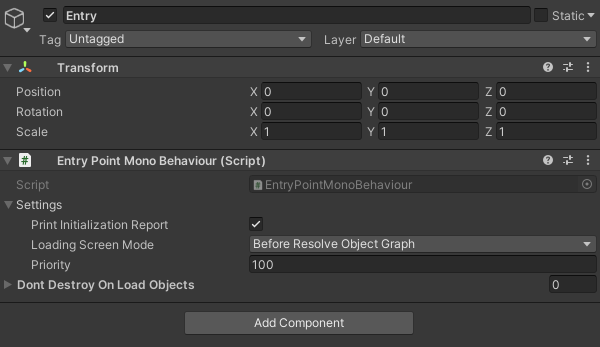 Entry Static
Tag Untagged Layer Default
Transform
Position X 0 Y 0 Z 0
Rotation X 0 Y 0 Z 0
Scale X 1 Y 1 Z 1
# Entry Point Mono Behaviour (Script)
Script # EntryPointMonoBehaviour
Settings
Print Initialization Report
Loading Screen Mode Before Resolve Object Graph
Priority 100
Dont Destroy On Load Objects 0
Add Component